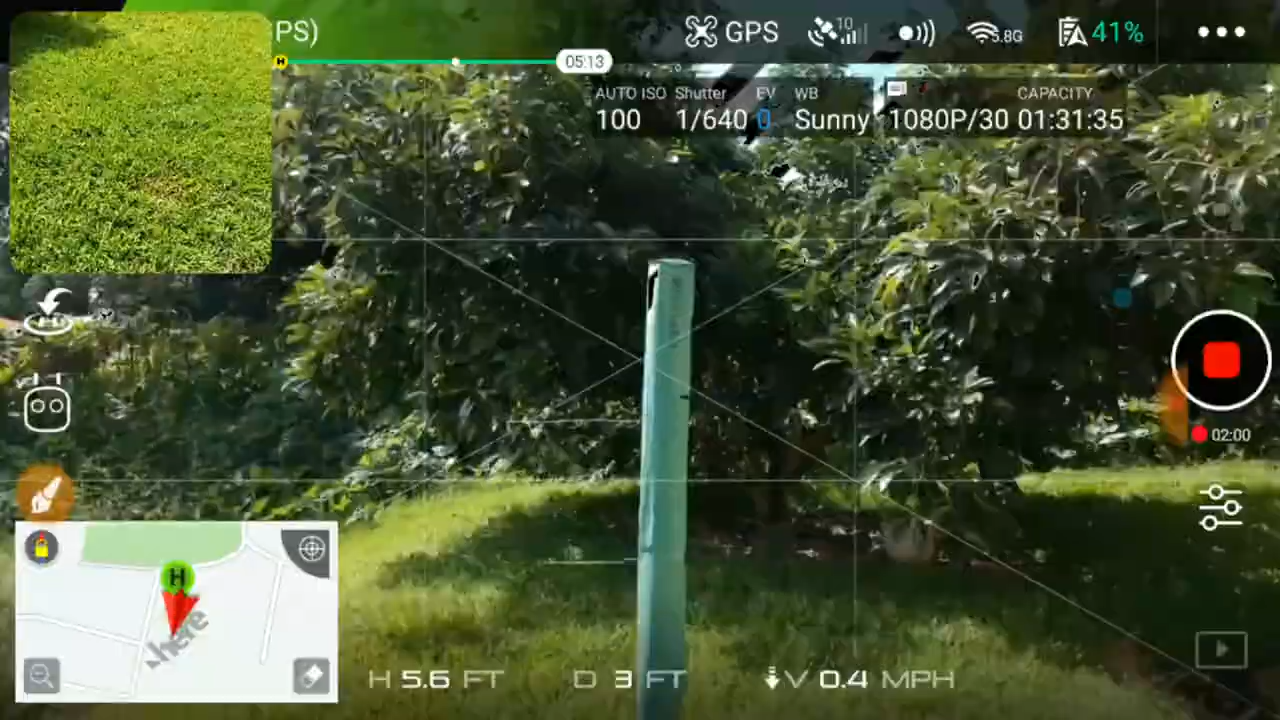 PS)
GPS
10
5.8G
41%
H
05:13
AUTO ISO Shutter EV WB CAPACITY
100 1/640 0 Sunny 1080P/30 01:31:35
02:00
H
here
H 5.6 FT D 3 FT V 0.4 MPH